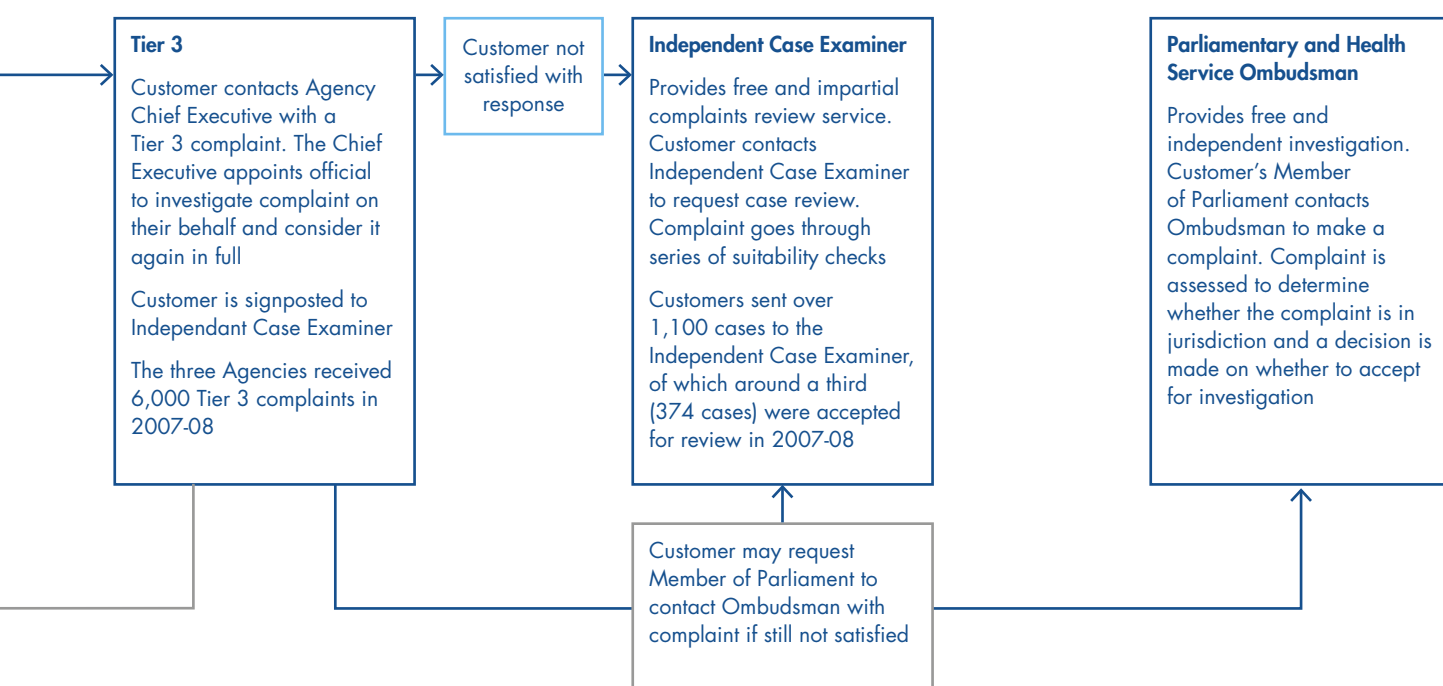 Tier 3
Customer contacts Agency
Chief Executive with a
Tier 3 complaint. The Chief
Executive appoints official
to investigate complaint on
their behalf and consider it
again in full
Customer is signposted to
Independant Case Examiner
The three Agencies received
6,000 Tier 3 complaints in
2007-08
Customer not
satisfied with
response
Independent Case Examiner
Provides free and impartial
complaints review service.
Customer contacts
Independent Case Examiner
to request case review.
Complaint goes through
series of suitability checks
Customers sent over
1,100 cases to the
Independent Case Examiner,
of which around a third
(374 cases) were accepted
for review in 2007-08
Customer may request
Member of Parliament to
contact Ombudsman with
complaint if still not satisfied
Parliamentary and Health
Service Ombudsman
Provides free and
independent investigation.
Customer's Member
of Parliament contacts
Ombudsman to make a
complaint. Complaint is
assessed to determine
whether the complaint is in
jurisdiction and a decision is
made on whether to accept
for investigation